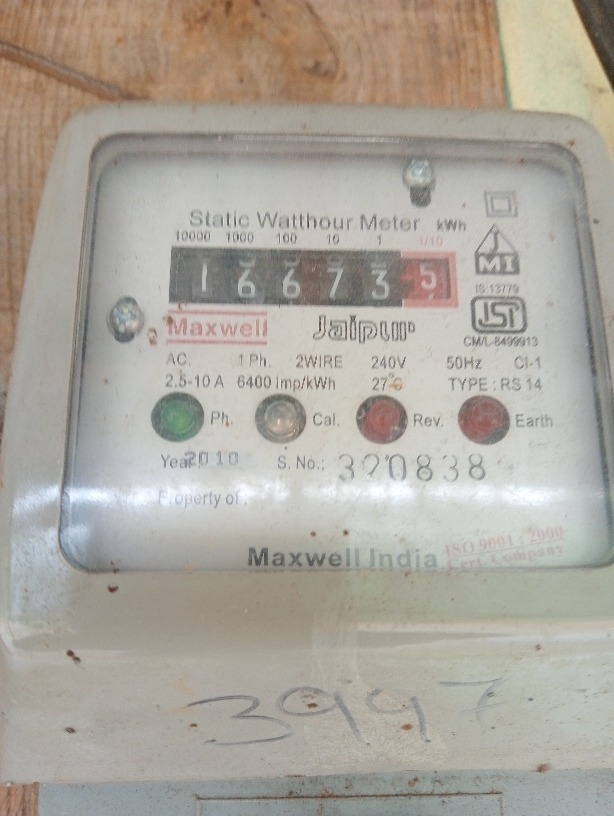 Static Watthour Meter kWh
10000 1000 100 10 1 1/10
1 6 6 7 3 5
MI
IS:13779
ISI
CM/L-8499913
Maxwell Jaipur
AC. 1 Ph. 2WIRE 240V 50Hz Cl-1
2.5-10 A 6400 imp/kWh 27°C TYPE : RS 14
Ph. Cal. Rev. Earth
Year: 2010 S. No.: 320838
Property of :
Maxwell India
ISO 9001 : 2000
Cert. Company
3997